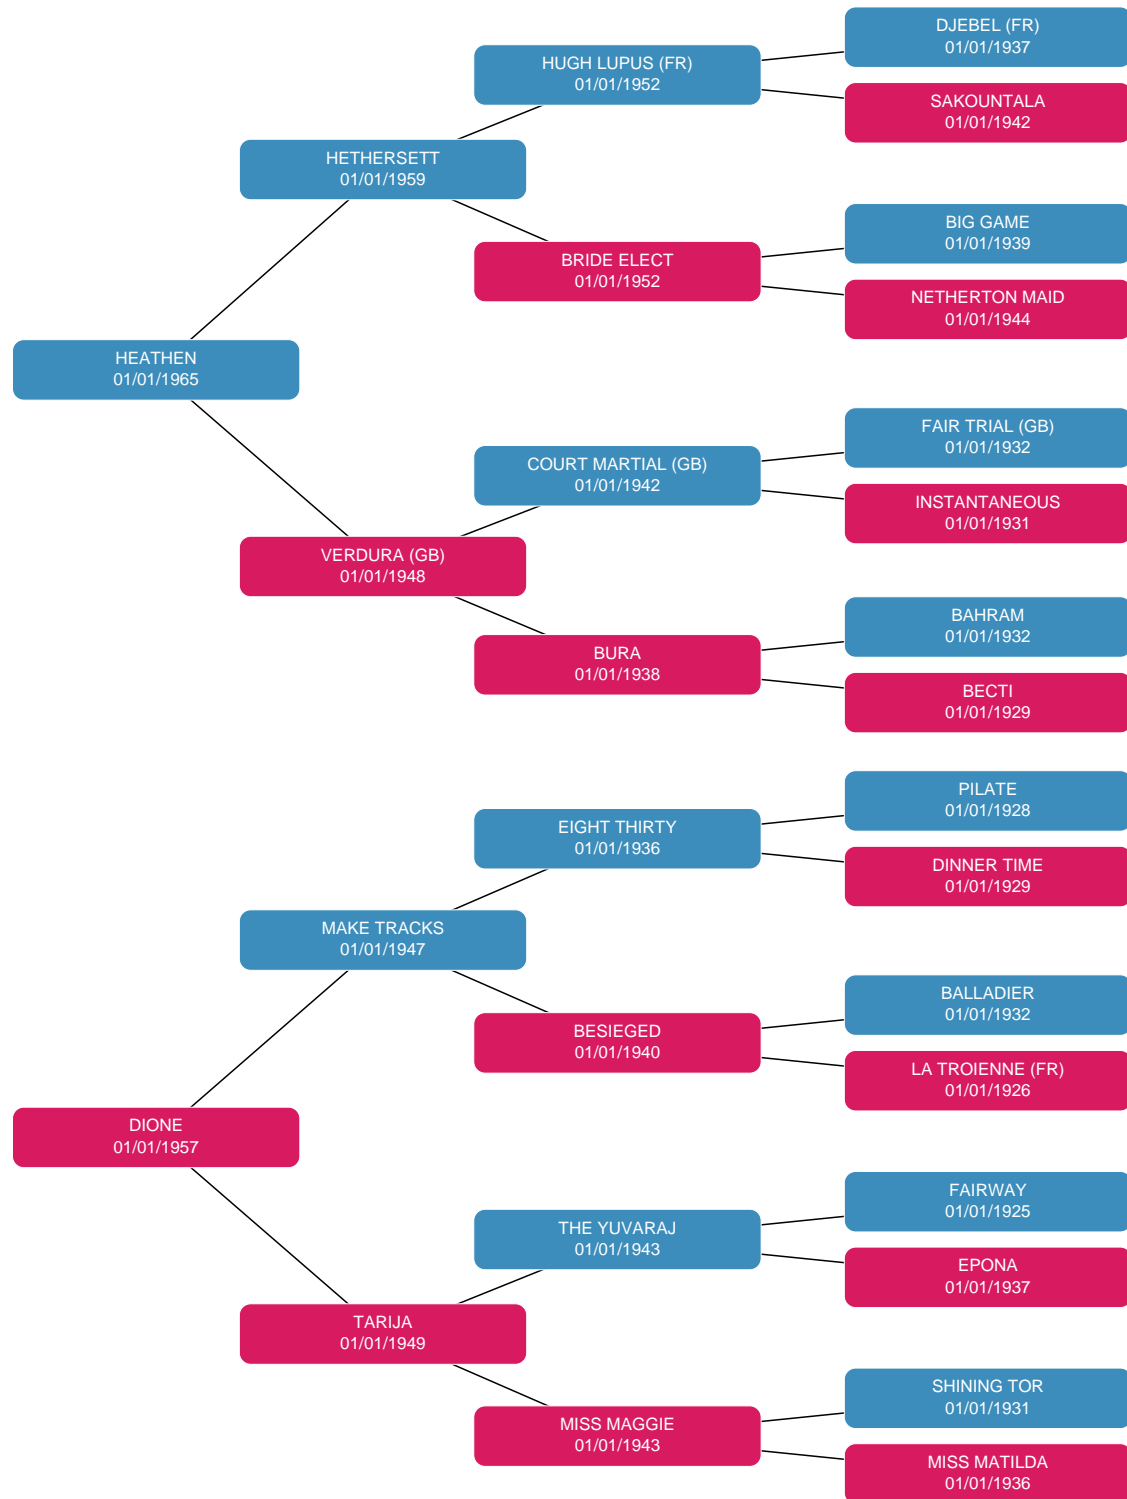 DJEBEL (FR)
01/01/1937
HUGH LUPUS (FR)
01/01/1952
SAKOUNTALA
01/01/1942
HETHERSETT
01/01/1959
BIG GAME
01/01/1939
BRIDE ELECT
01/01/1952
NETHERTON MAID
01/01/1944
HEATHEN
01/01/1965
FAIR TRIAL (GB)
01/01/1932
COURT MARTIAL (GB)
01/01/1942
INSTANTANEOUS
01/01/1931
VERDURA (GB)
01/01/1948
BAHRAM
01/01/1932
BURA
01/01/1938
BECTI
01/01/1929
PILATE
01/01/1928
EIGHT THIRTY
01/01/1936
DINNER TIME
01/01/1929
MAKE TRACKS
01/01/1947
BALLADIER
01/01/1932
BESIEGED
01/01/1940
LA TROIENNE (FR)
01/01/1926
DIONE
01/01/1957
FAIRWAY
01/01/1925
THE YUVARAJ
01/01/1943
EPONA
01/01/1937
TARIJA
01/01/1949
SHINING TOR
01/01/1931
MISS MAGGIE
01/01/1943
MISS MATILDA
01/01/1936